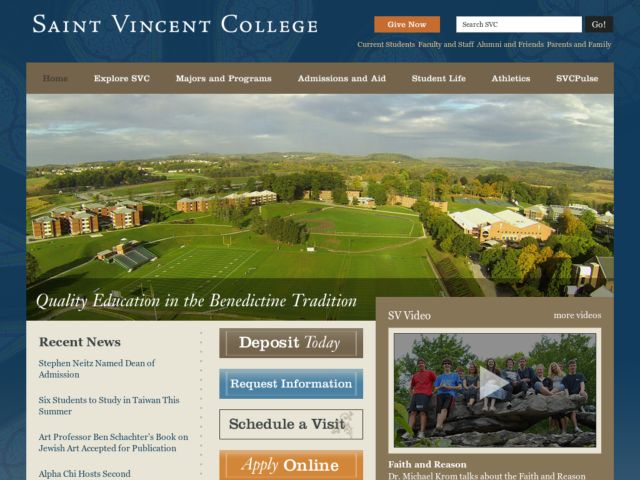 SAINT VINCENT COLLEGE
Give Now
Search SVC
Go!
Current Students Faculty and Staff Alumni and Friends Parents and Family
Home Explore SVC Majors and Programs Admissions and Aid Student Life Athletics SVCPulse
Quality Education in the Benedictine Tradition
Recent News
Stephen Neitz Named Dean of
Admission
Six Students to Study in Taiwan This
Summer
Art Professor Ben Schachter's Book on
Jewish Art Accepted for Publication
Alpha Chi Hosts Second
Deposit Today
Request Information
Schedule a Visit
Apply Online
SV Video
more videos
Faith and Reason
Dr. Michael Krom talks about the Faith and Reason